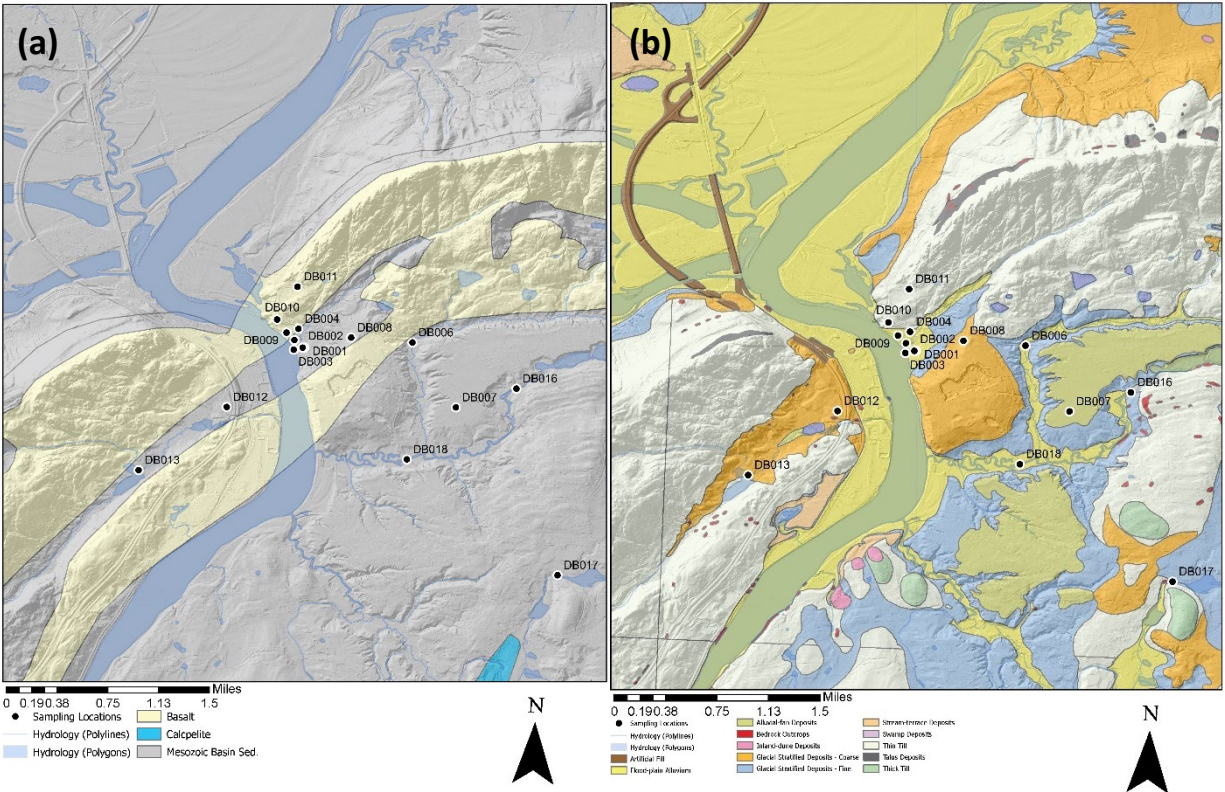 (a)
DB011
DB010
DB004
DB002
DB008
DB009
DB001
DB003
DB006
DB016
DB012
DB007
DB013
DB018
DB017
Miles
0 0.190.38 0.75 1.13 1.5
Sampling Locations
Hydrology (Polylines)
Hydrology (Polygons)
Basalt
Calcpelite
Mesozoic Basin Sed.
N
(b)
DB011
DB010
DB004
DB002
DB008
DB009
DB001
DB003
DB006
DB016
DB012
DB007
DB013
DB018
DB017
Miles
0 0.190.38 0.75 1.13 1.5
Sampling Locations
Hydrology (Polylines)
Hydrology (Polygons)
Artificial Fill
Flood-plain Alluvium
Alluvial-fan Deposits
Bedrock Outcrops
Inland-dune Deposits
Glacial Stratified Deposits - Coarse
Glacial Stratified Deposits - Fine
Stream-terrace Deposits
Swamp Deposits
Thin Till
Talus Deposits
Thick Till
N